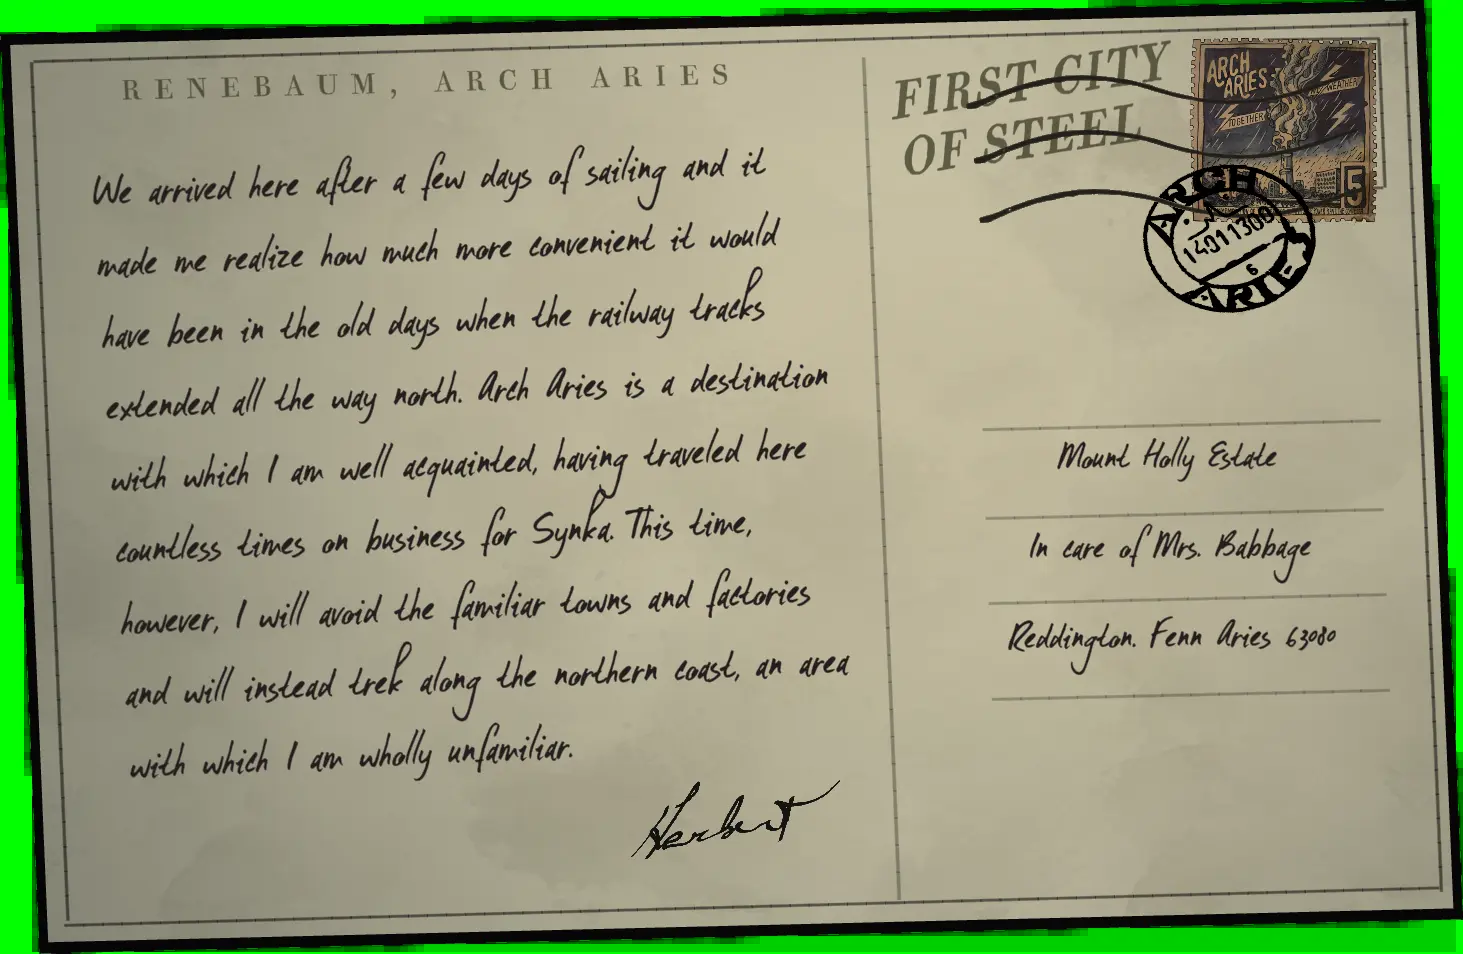 RENEBAUM, ARCH ARIES
We arrived here after a few days of sailing and it
made me realize how much more convenient it would
have been in the old days when the railway tracks
extended all the way north. Arch Aries is a destination
with which I am well acquainted, having traveled here
countless times on business for Synka. This time,
however, I will avoid the familiar towns and factories
and will instead trek along the northern coast, an area
with which I am wholly unfamiliar.
Herbert
FIRST CITY
OF STEEL
ARCH
ARIES
WEATHER
TOGETHER
15
ARCH
ARIES
6
Mount Holly Estate
In care of Mrs. Babbage
Reddington. Fenn Aries 63080